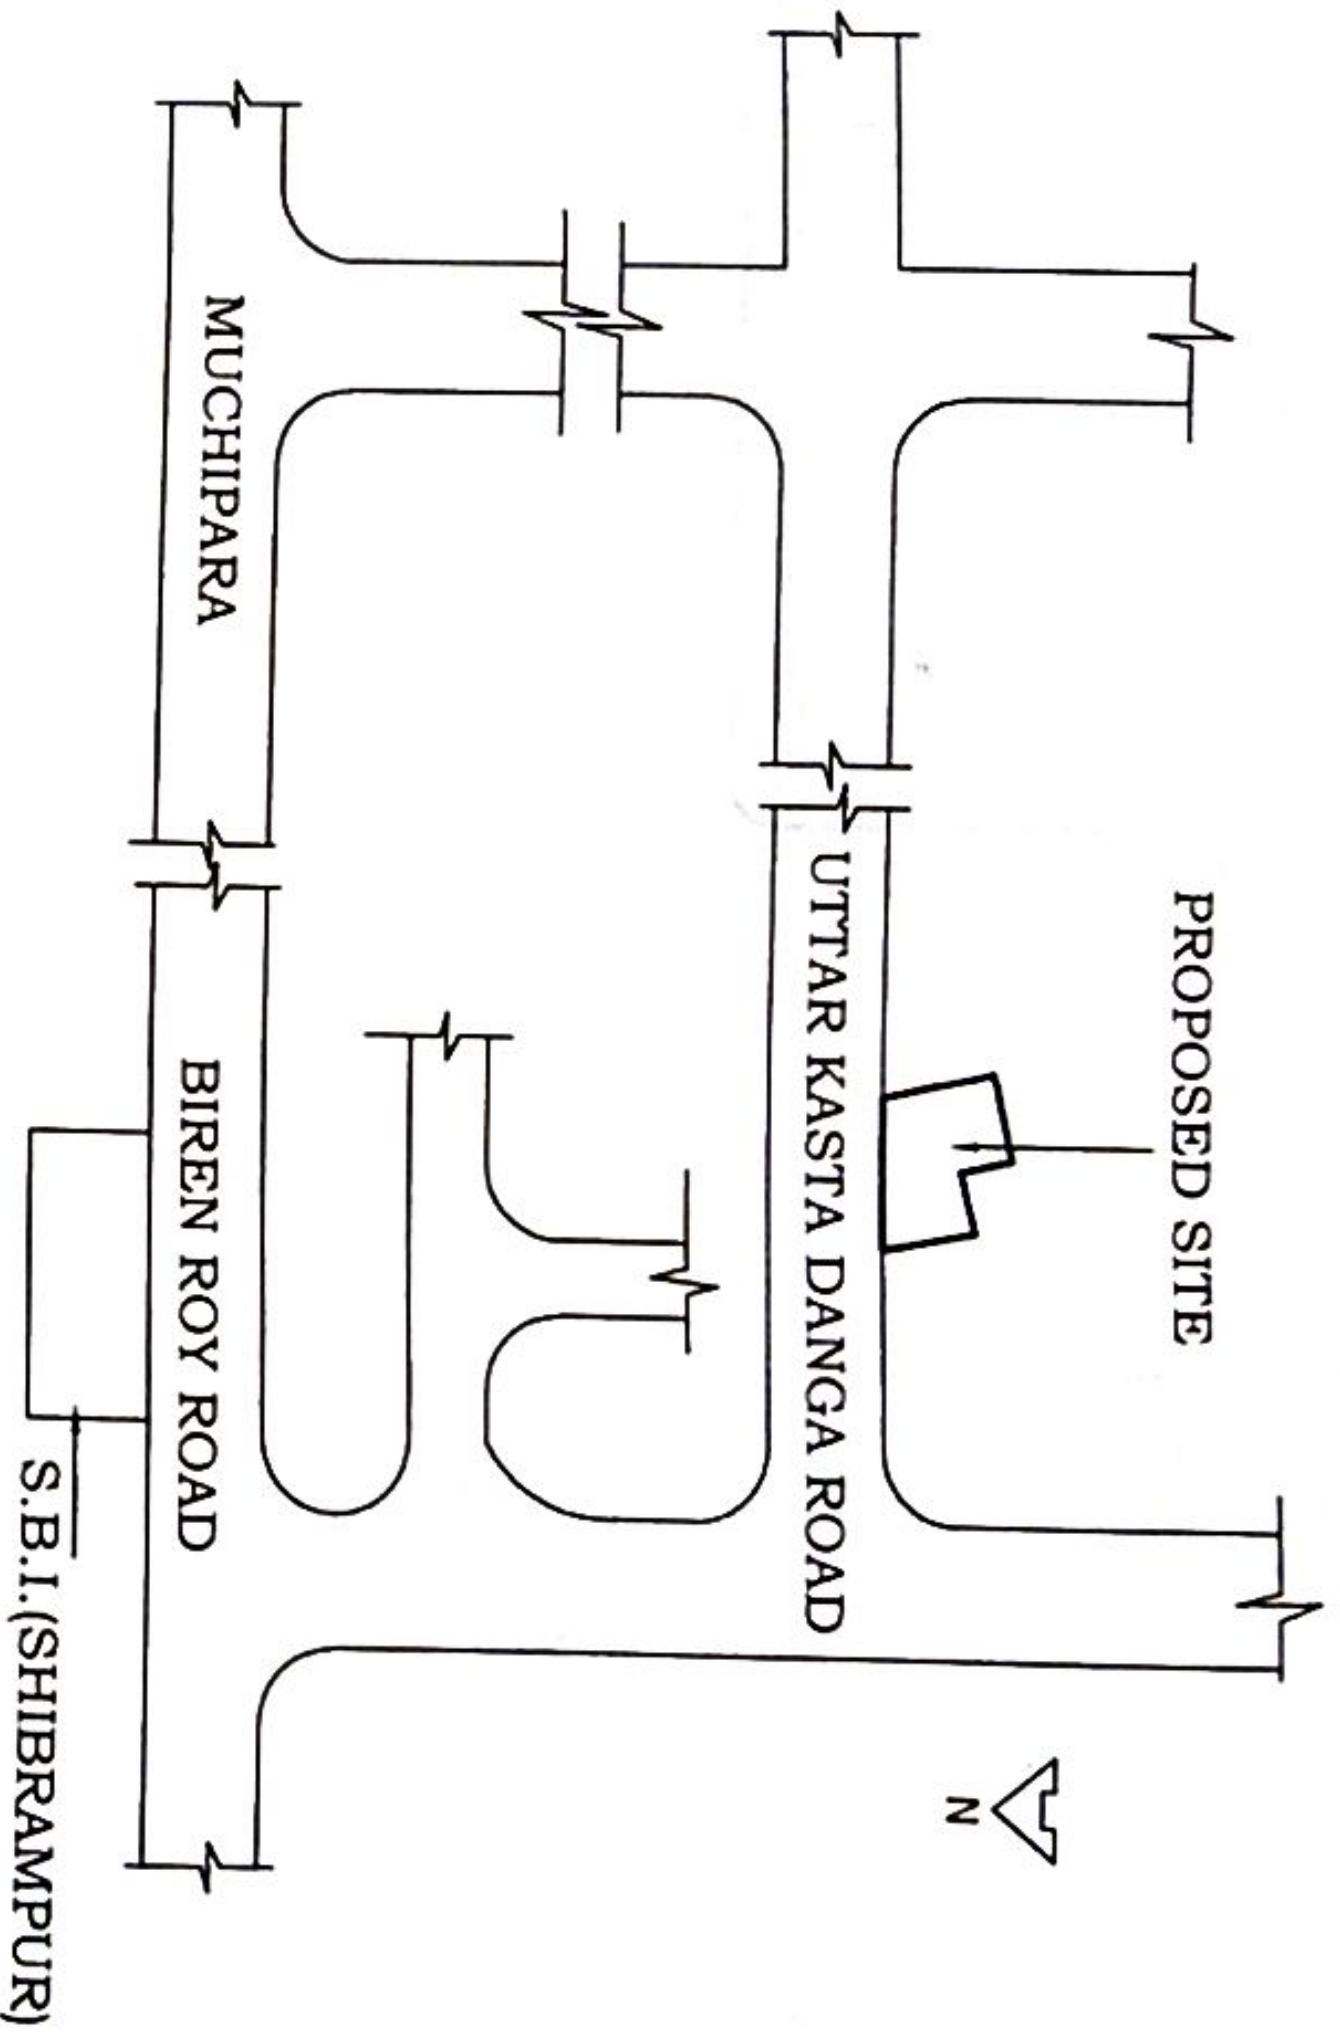 PROPOSED SITE
UTTAR KASTA DANGA ROAD
N
MUCHIPARA
BIREN ROY ROAD
S.B.I.(SHIBRAMPUR)